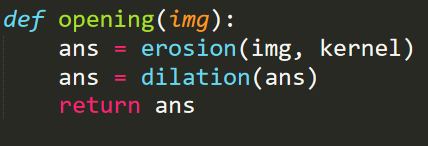 def opening(img):
    ans = erosion(img, kernel)
    ans = dilation(ans)
    return ans